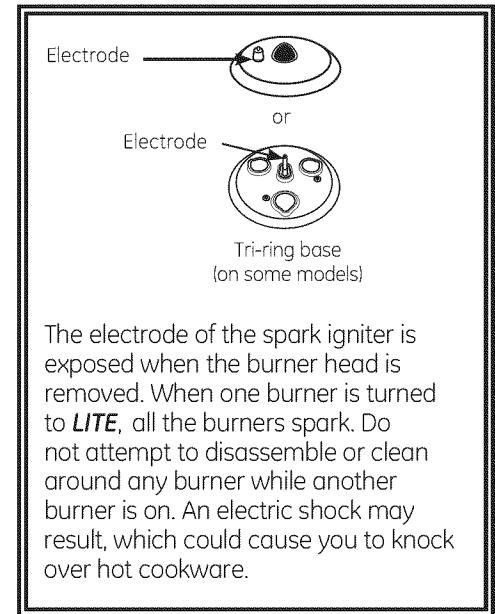 Electrode
or
Electrode
Tri-ring base
(on some models)
The electrode of the spark igniter is
exposed when the burner head is
removed. When one burner is turned
to LITE, all the burners spark. Do
not attempt to disassemble or clean
around any burner while another
burner is on. An electric shock may
result, which could cause you to knock
over hot cookware.